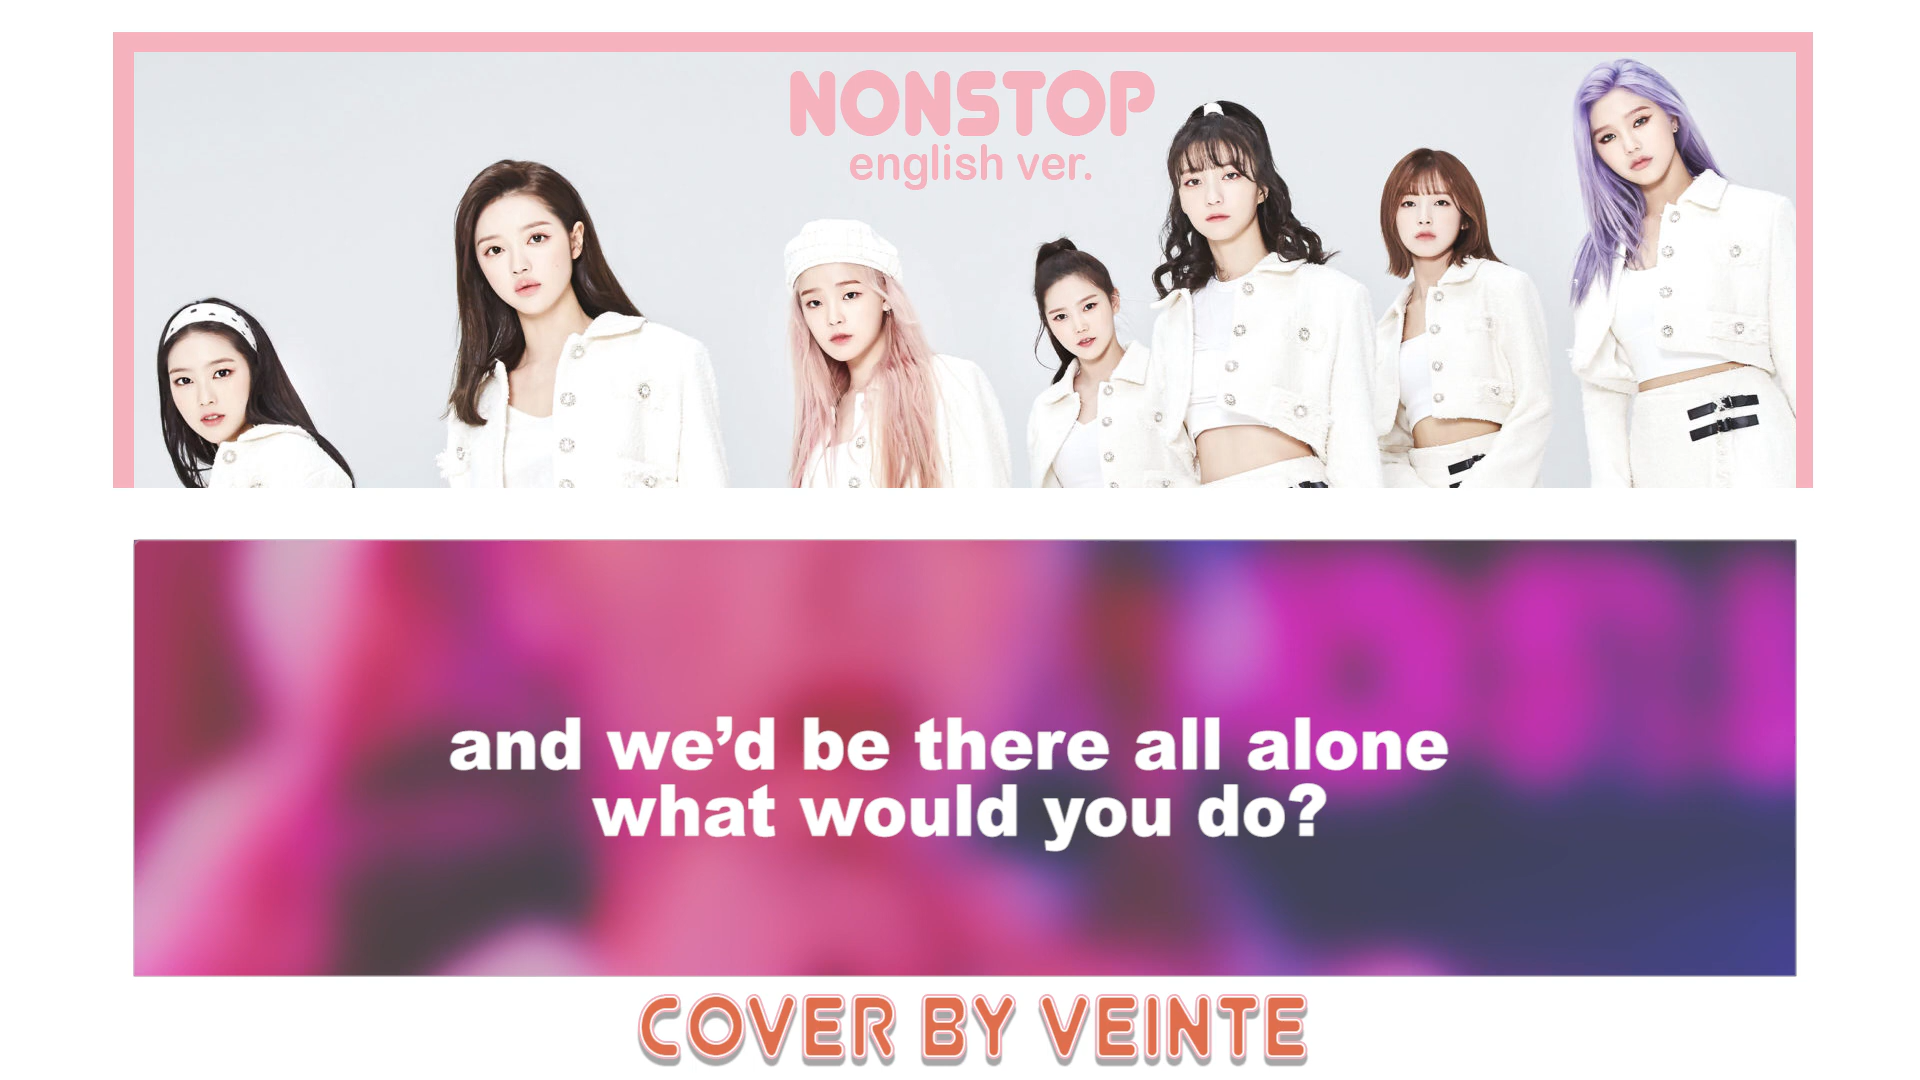 NONSTOP
english ver.
and we’d be there all alone
what would you do?
COVER BY VEINTE